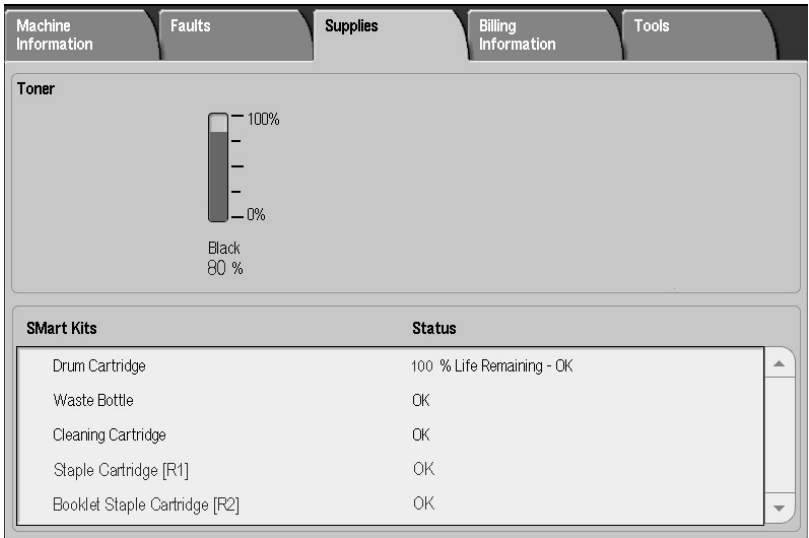 Machine Information
Faults
Supplies
Billing Information
Tools
Toner
100%
0%
Black
80 %
SMart Kits Status
Drum Cartridge 100 % Life Remaining - OK
Waste Bottle OK
Cleaning Cartridge OK
Staple Cartridge [R1] OK
Booklet Staple Cartridge [R2] OK